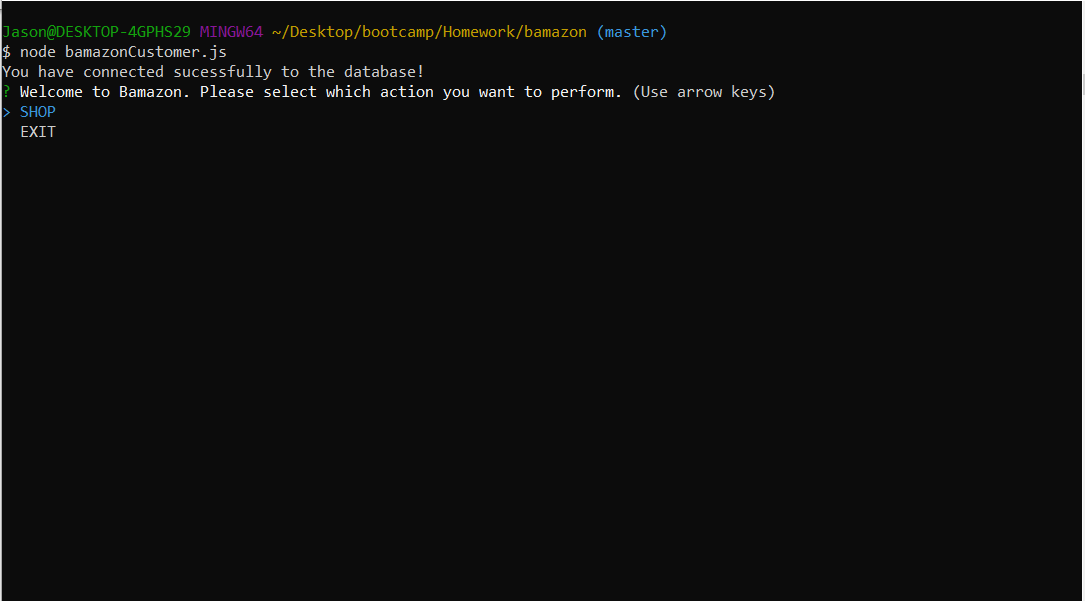 Jason@DESKTOP-4GPHS29 MINGW64 ~/Desktop/bootcamp/Homework/bamazon (master)
$ node bamazonCustomer.js
You have connected sucessfully to the database!
? Welcome to Bamazon. Please select which action you want to perform. (Use arrow keys)
> SHOP
  EXIT